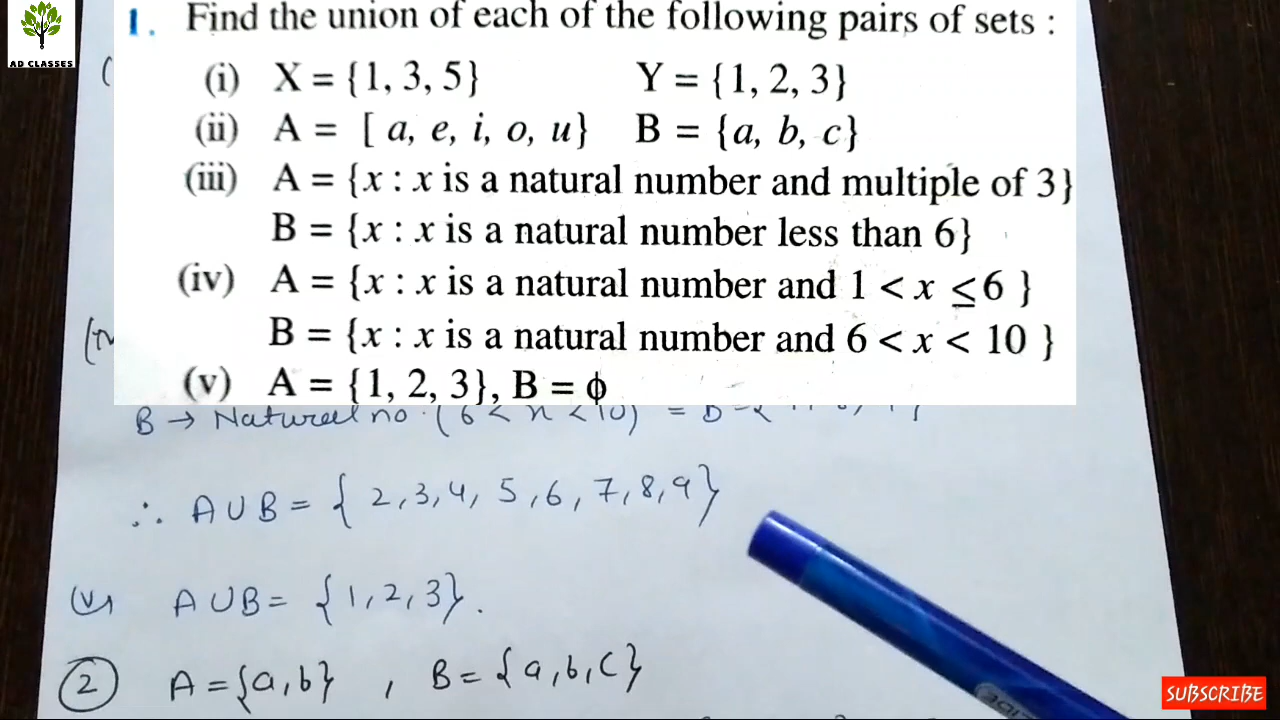 AD CLASSES
1. Find the union of each of the following pairs of sets :
(i) X = {1, 3, 5} Y = {1, 2, 3}
(ii) A = [ a, e, i, o, u} B = {a, b, c}
(iii) A = {x : x is a natural number and multiple of 3}
B = {x : x is a natural number less than 6}
(iv) A = {x : x is a natural number and 1 < x ≤ 6 }
B = {x : x is a natural number and 6 < x < 10 }
(v) A = {1, 2, 3}, B = ϕ
B → Natural no. (6 < x < 10) = B =
∴ A ∪ B = { 2, 3, 4, 5, 6, 7, 8, 9}
(v) A ∪ B = {1, 2, 3}.
2 A = {a, b} , B = {a, b, c}
SUBSCRIBE